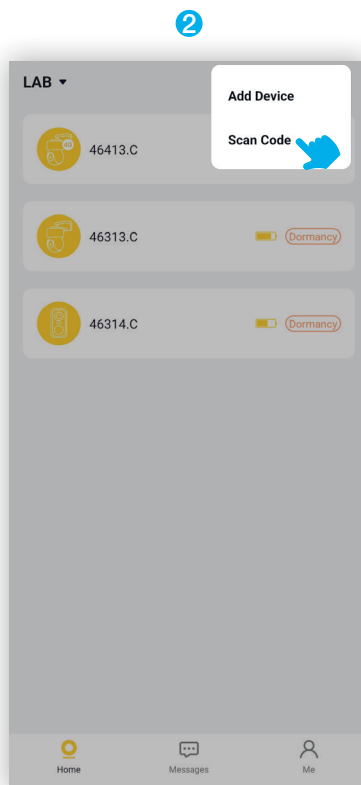 2
LAB
Add Device
Scan Code
4G
46413.C
46313.C
Dormancy
46314.C
Dormancy
Home
Messages
Me